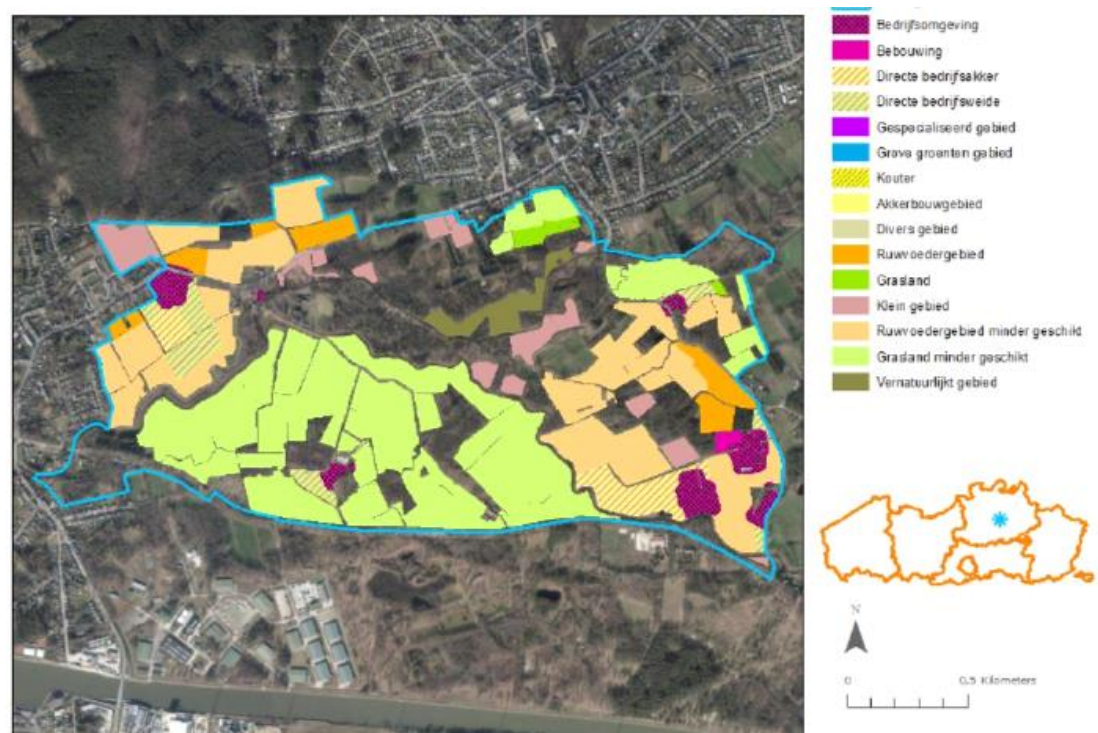 Bedrijfsomgeving
Bebouwing
Directe bedrijfsakker
Directe bedrijfsweide
Gespecialiseerd gebied
Grove groenten gebied
Kouter
Akkerbouwgebied
Divers gebied
Ruwvoedergebied
Grasland
Klein gebied
Ruwvoedergebied minder geschikt
Grasland minder geschikt
Vernatuurlijkt gebied
N
0 0,5 Kilometers